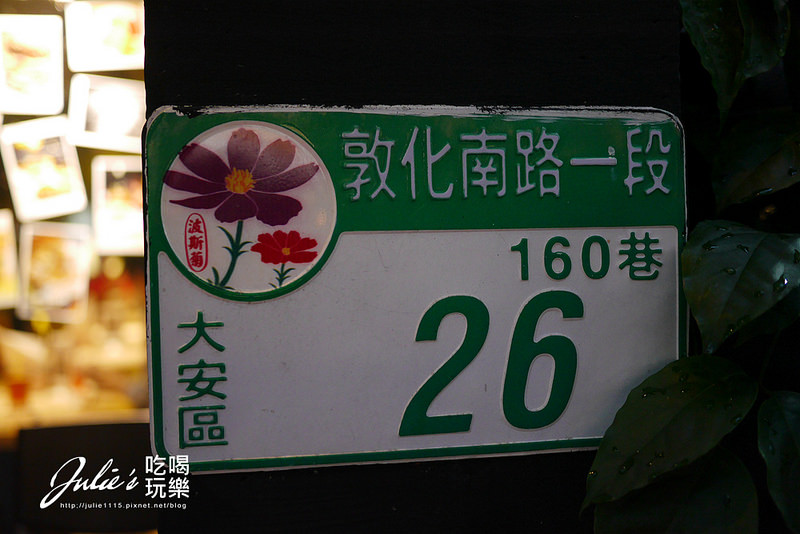 敦化南路一段
波斯菊
160巷
26
大安區
Julie's 吃喝玩樂
http://julie1115.pixnet.net/blog